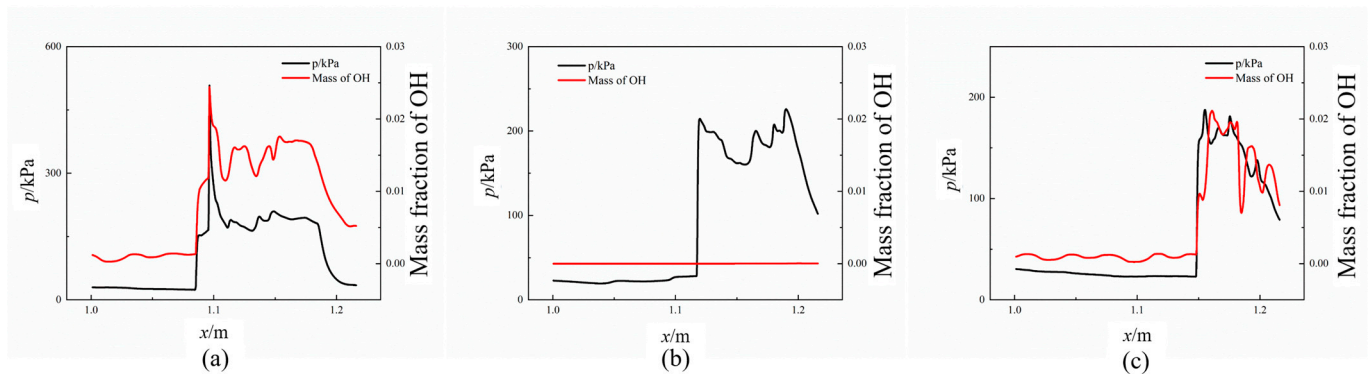 600
300
0
p/kPa
0.03
0.02
0.01
0.00
Mass fraction of OH
p/kPa
Mass of OH
1.0
1.1
1.2
x/m
(a)
300
200
100
0
p/kPa
0.03
0.02
0.01
0.00
Mass fraction of OH
p/kPa
Mass of OH
1.0
1.1
1.2
x/m
(b)
200
100
0
p/kPa
0.03
0.02
0.01
0.00
Mass fraction of OH
p/kPa
Mass of OH
1.0
1.1
1.2
x/m
(c)